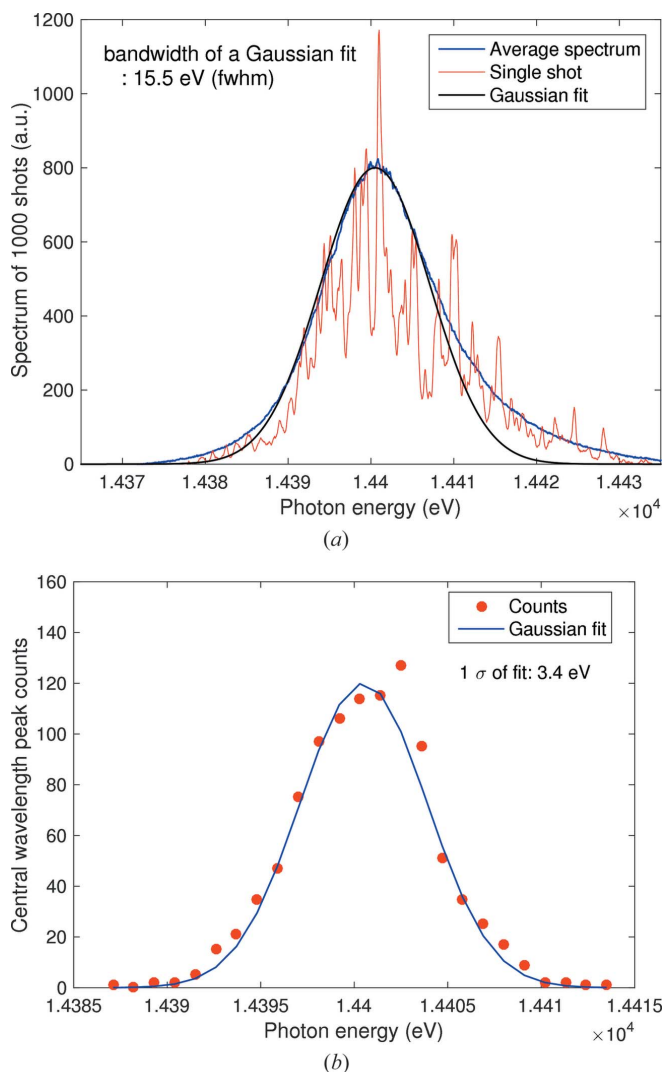 1200
1000
800
600
400
200
0
Spectrum of 1000 shots (a.u.)
bandwidth of a Gaussian fit
: 15.5 eV (fwhm)
Average spectrum
Single shot
Gaussian fit
1.437 1.438 1.439 1.44 1.441 1.442 1.443
Photon energy (eV)
×10⁴
(a)
160
140
120
100
80
60
40
20
0
Central wavelength peak counts
Counts
Gaussian fit
1 σ of fit: 3.4 eV
1.4385 1.439 1.4395 1.44 1.4405 1.441 1.4415
Photon energy (eV)
×10⁴
(b)